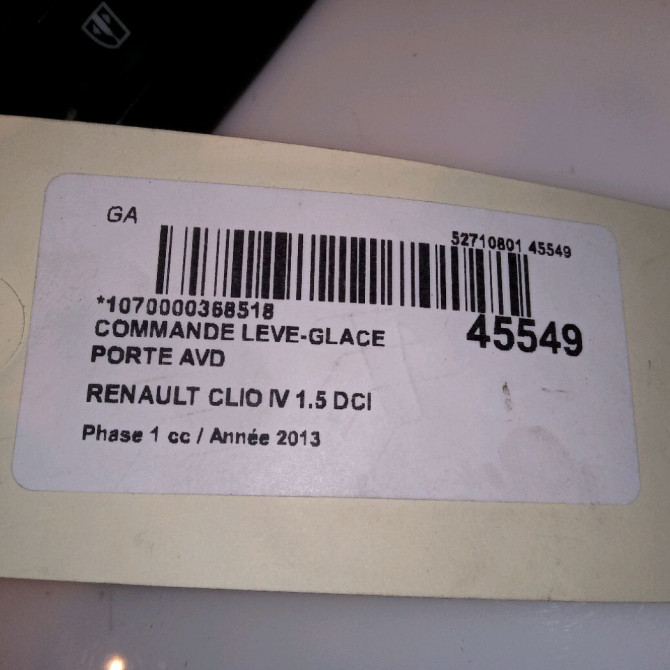 GA
52710801 45549
*1070000368518
45549
COMMANDE LEVE-GLACE
PORTE AVD
RENAULT CLIO IV 1.5 DCI
Phase 1 cc / Année 2013